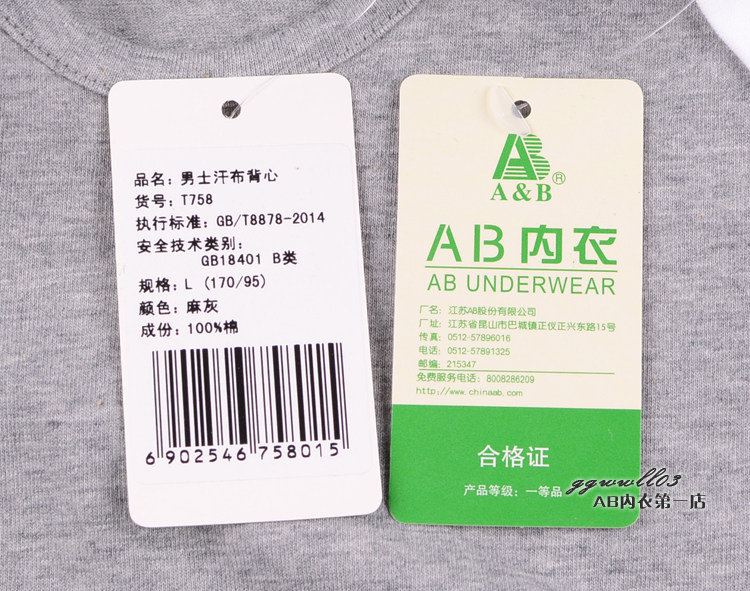 品名: 男士汗布背心
货号: T758
执行标准: GB/T8878-2014
安全技术类别:
GB18401 B类
规格: L (170/95)
颜色: 麻灰
成份: 100%棉
6 902546 758015
AB
A&B®
AB内衣
AB UNDERWEAR
厂名: 江苏AB股份有限公司
厂址: 江苏省昆山市巴城镇正仪正兴东路15号
传真: 0512-57896016
电话: 0512-57891325
邮编: 215347
免费服务电话: 8008286209
http://www.chinaab.com
合格证
产品等级: 一等品
ggwwll03
AB内衣第一店